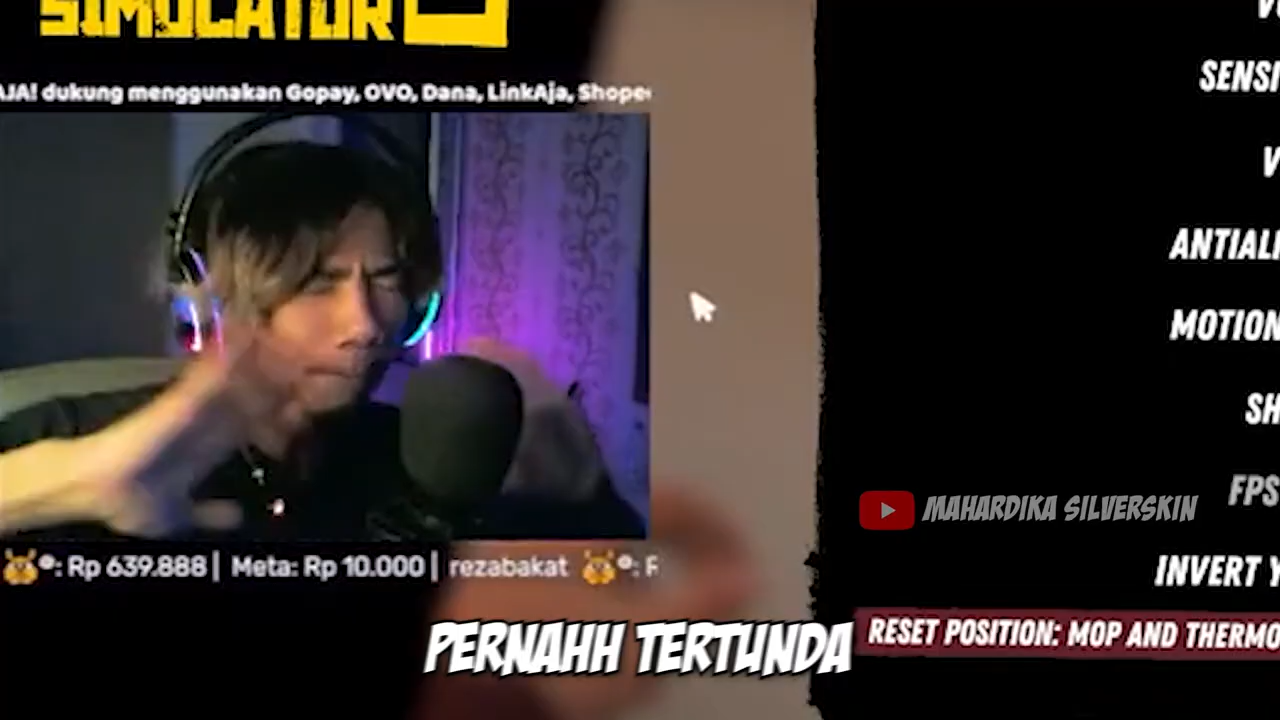 SIMULATOR
AJA! dukung menggunakan Gopay, OVO, Dana, LinkAja, Shope
SENSI
V
ANTIALI
MOTION
SH
FPS
MAHARDIKA SILVERSKIN
INVERT Y
: Rp 639.888 | Meta: Rp 10.000 | rezabakat : R
RESET POSITION: MOP AND THERMO
PERNAHH TERTUNDA